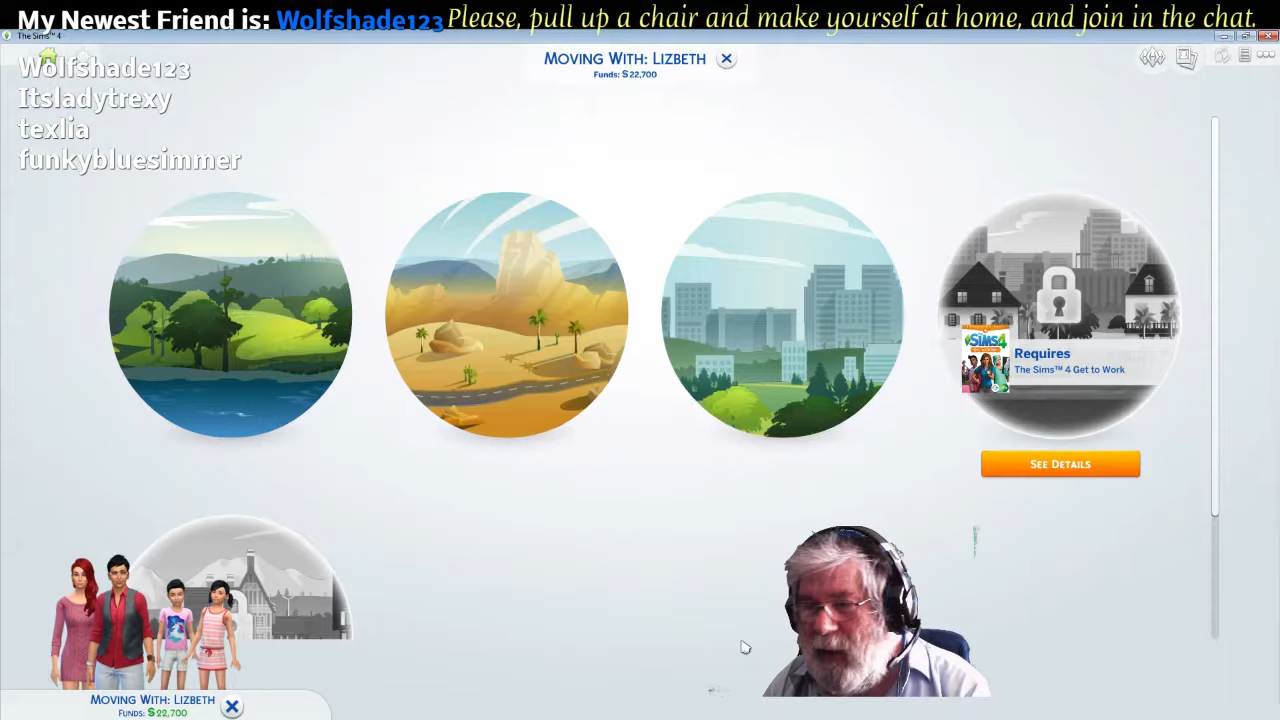 My Newest Friend is: Wolfshade123 Please, pull up a chair and make yourself at home, and join in the chat.
The Sims™ 4
Moving With: Lizbeth
Funds: §22,700
Wolfshade123
Itsladytrexy
texlia
funkybluesimmer
SiMS4
Requires
The Sims™ 4 Get to Work
See Details
Moving With: Lizbeth
Funds: §22,700